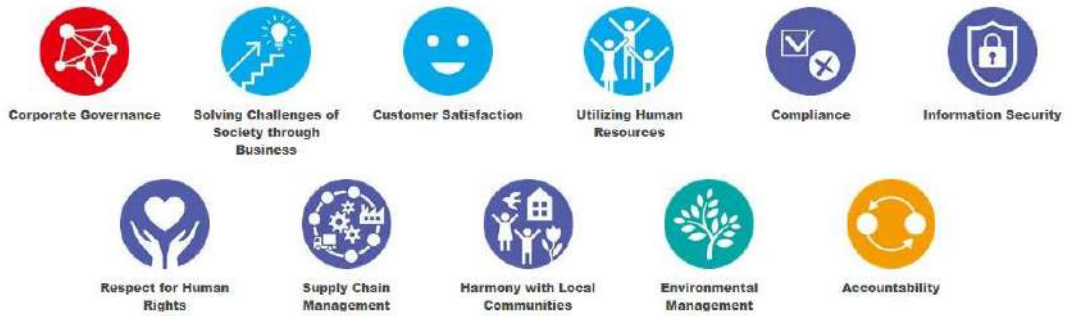 Corporate Governance
Solving Challenges of
Society through
Business
Customer Satisfaction
Utilizing Human
Resources
Compliance
Information Security
Respect for Human
Rights
Supply Chain
Management
Harmony with Local
Communities
Environmental
Management
Accountability